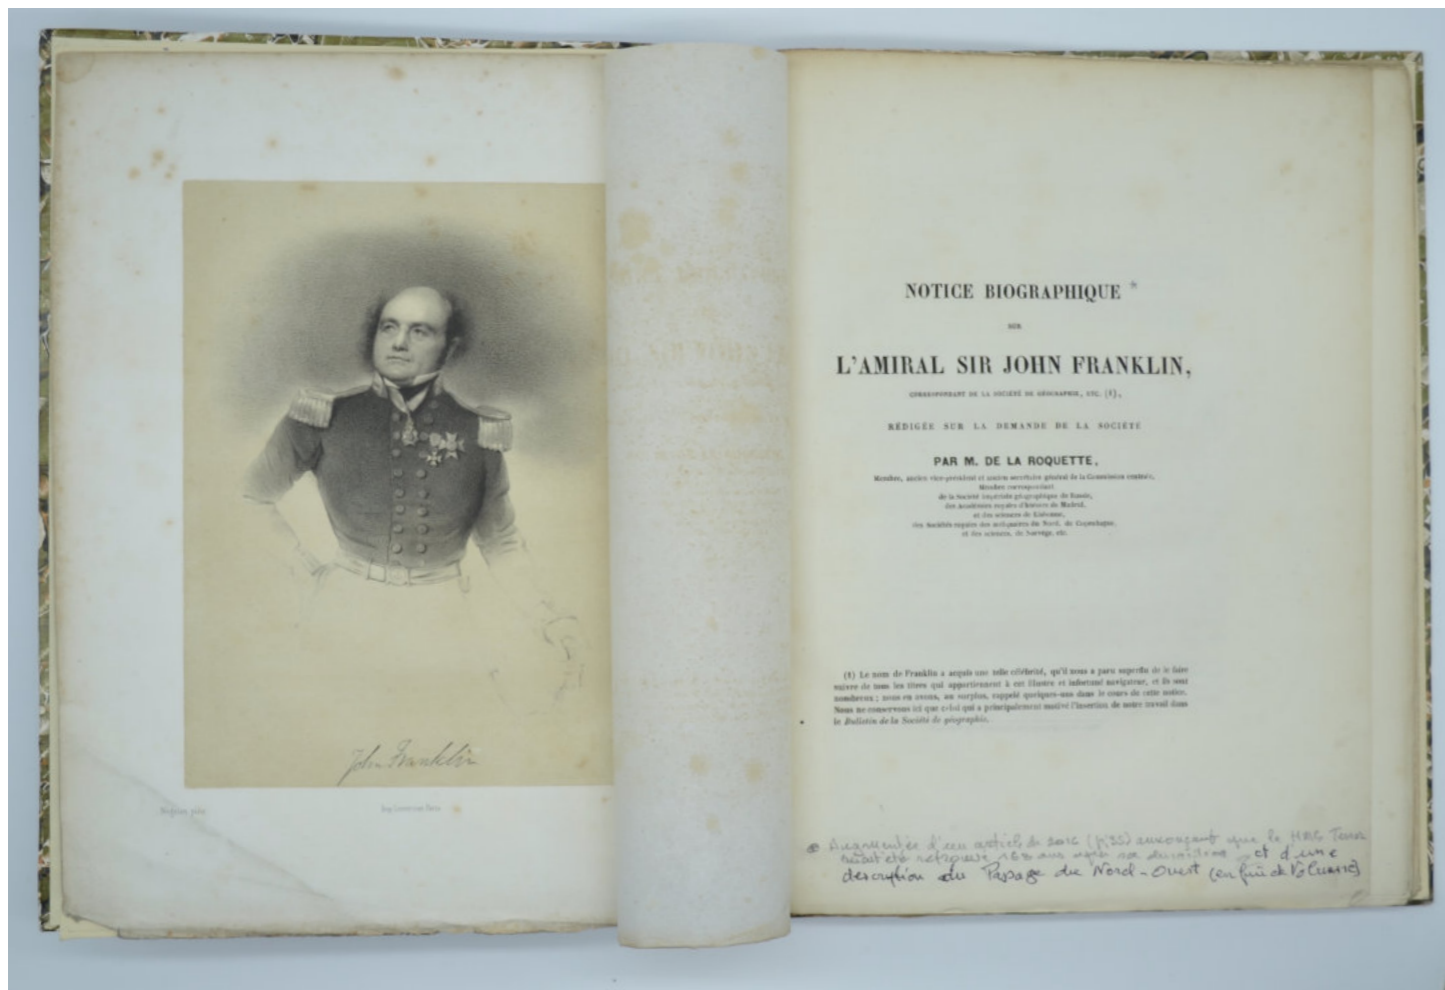 John Franklin
NOTICE BIOGRAPHIQUE *
SUR
L'AMIRAL SIR JOHN FRANKLIN,
CORRESPONDANT DE LA SOCIÉTÉ DE GÉOGRAPHIE, ETC. (1),
RÉDIGÉE SUR LA DEMANDE DE LA SOCIÉTÉ
PAR M. DE LA ROQUETTE,
Membre, ancien vice-président et ancien secrétaire général de la Commission centrale,
Membre correspondant
de la Société impériale géographique de Russie,
des Académies royales d'histoire de Madrid,
et des sciences de Lisbonne,
des Sociétés royales des antiquaires du Nord, de Copenhague,
et des sciences, de Norvége, etc.
(1) Le nom de Franklin a acquis une telle célébrité, qu'il nous a paru superflu de le faire
suivre de tous les titres qui appartiennent à cet illustre et infortuné navigateur, et ils sont
nombreux ; nous en avons, au surplus, rappelé quelques-uns dans le cours de cette notice.
Nous ne conservons ici que celui qui a principalement motivé l'insertion de notre travail dans
le Bulletin de la Société de géographie.
Augmentée d'un article de 2016 annonçant que le HMS Terror
avait été retrouvé 168 ans après sa et d'une
description du Passage du Nord-Ouest (en fin de Volume)